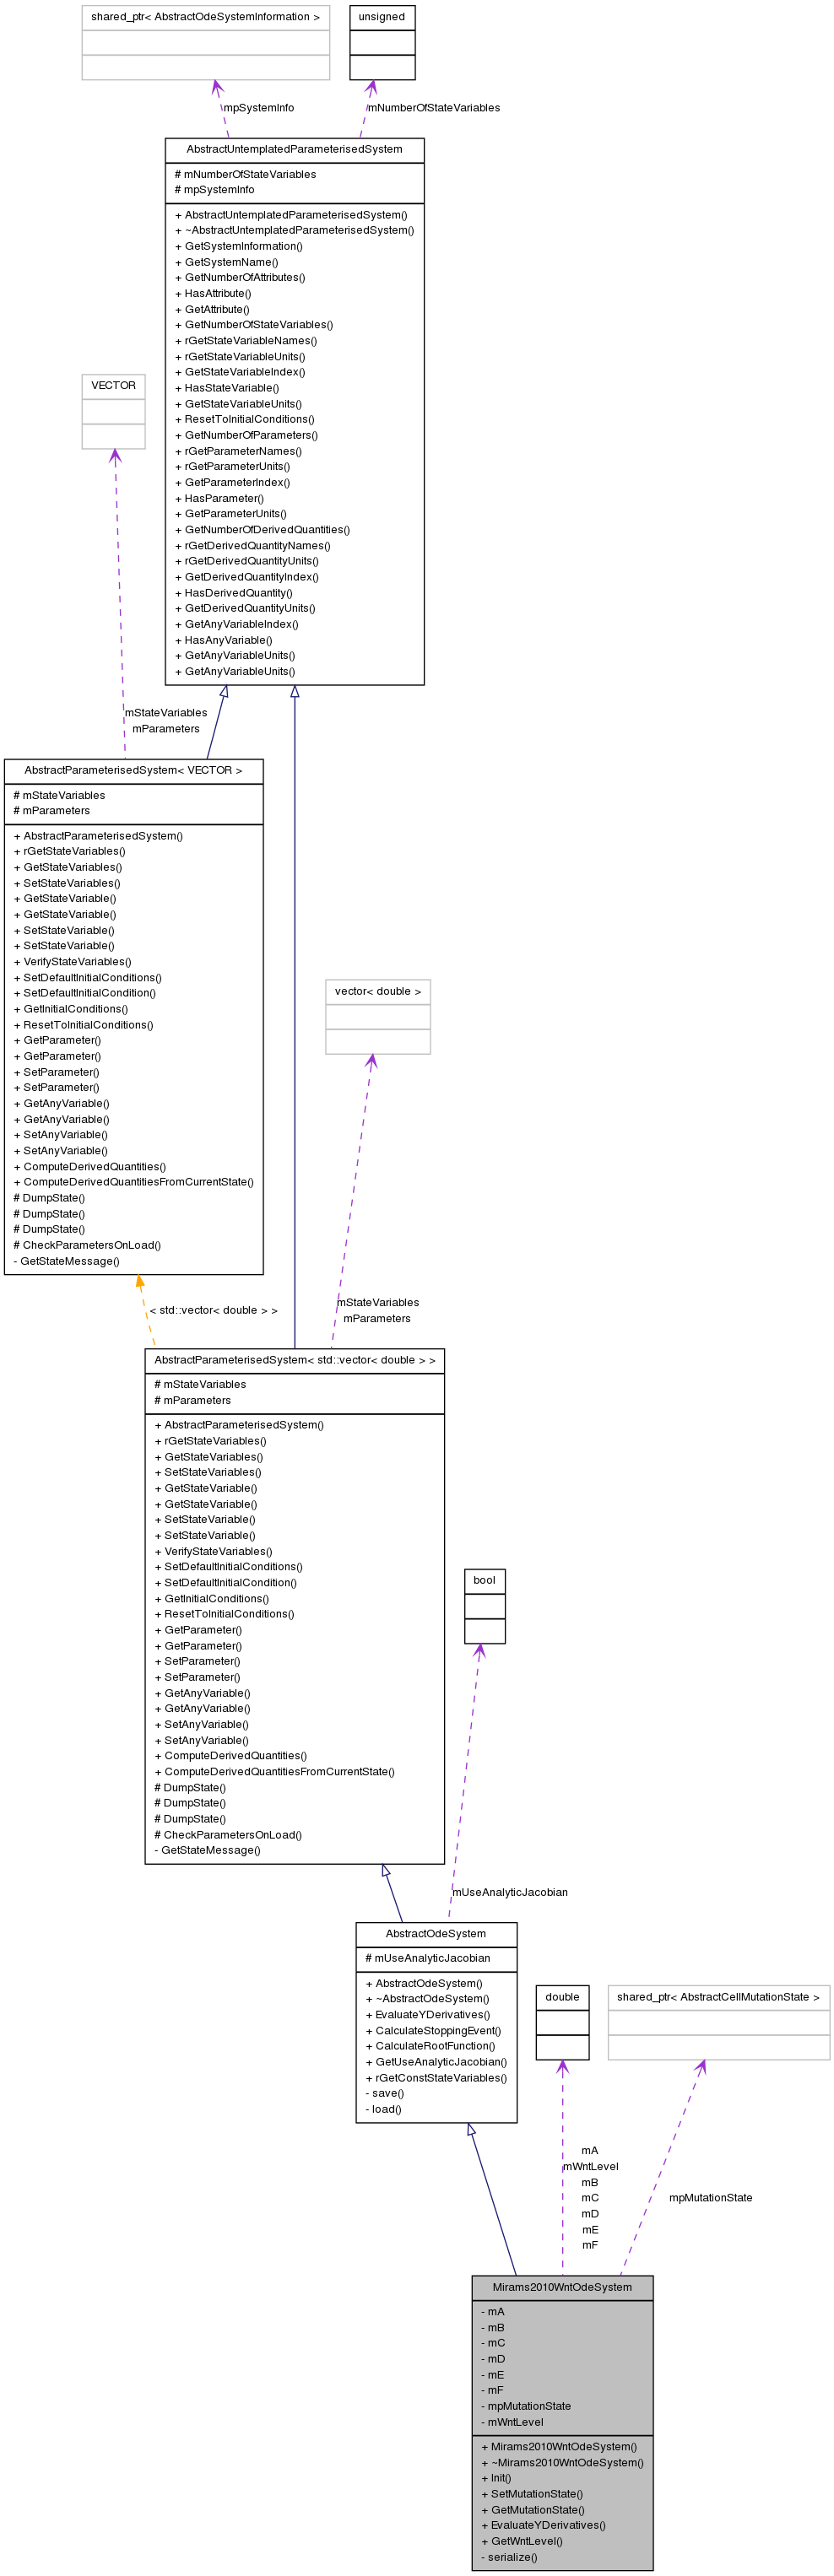 shared_ptr< AbstractOdeSystemInformation >
unsigned
mpSystemInfo
mNumberOfStateVariables
AbstractUntemplatedParameterisedSystem
# mNumberOfStateVariables
# mpSystemInfo
+ AbstractUntemplatedParameterisedSystem()
+ ~AbstractUntemplatedParameterisedSystem()
+ GetSystemInformation()
+ GetSystemName()
+ GetNumberOfAttributes()
+ HasAttribute()
+ GetAttribute()
+ GetNumberOfStateVariables()
+ rGetStateVariableNames()
+ rGetStateVariableUnits()
+ GetStateVariableIndex()
+ HasStateVariable()
+ GetStateVariableUnits()
+ ResetToInitialConditions()
+ GetNumberOfParameters()
+ rGetParameterNames()
+ rGetParameterUnits()
+ GetParameterIndex()
+ HasParameter()
+ GetParameterUnits()
+ GetNumberOfDerivedQuantities()
+ rGetDerivedQuantityNames()
+ rGetDerivedQuantityUnits()
+ GetDerivedQuantityIndex()
+ HasDerivedQuantity()
+ GetDerivedQuantityUnits()
+ GetAnyVariableIndex()
+ HasAnyVariable()
+ GetAnyVariableUnits()
+ GetAnyVariableUnits()
VECTOR
mStateVariables
mParameters
AbstractParameterisedSystem< VECTOR >
# mStateVariables
# mParameters
+ AbstractParameterisedSystem()
+ rGetStateVariables()
+ GetStateVariables()
+ SetStateVariables()
+ GetStateVariable()
+ GetStateVariable()
+ SetStateVariable()
+ SetStateVariable()
+ VerifyStateVariables()
+ SetDefaultInitialConditions()
+ SetDefaultInitialCondition()
+ GetInitialConditions()
+ ResetToInitialConditions()
+ GetParameter()
+ GetParameter()
+ SetParameter()
+ SetParameter()
+ GetAnyVariable()
+ GetAnyVariable()
+ SetAnyVariable()
+ SetAnyVariable()
+ ComputeDerivedQuantities()
+ ComputeDerivedQuantitiesFromCurrentState()
# DumpState()
# DumpState()
# DumpState()
# CheckParametersOnLoad()
- GetStateMessage()
vector< double >
< std::vector< double > >
mStateVariables
mParameters
AbstractParameterisedSystem< std::vector< double > >
# mStateVariables
# mParameters
+ AbstractParameterisedSystem()
+ rGetStateVariables()
+ GetStateVariables()
+ SetStateVariables()
+ GetStateVariable()
+ GetStateVariable()
+ SetStateVariable()
+ SetStateVariable()
+ VerifyStateVariables()
+ SetDefaultInitialConditions()
+ SetDefaultInitialCondition()
+ GetInitialConditions()
+ ResetToInitialConditions()
+ GetParameter()
+ GetParameter()
+ SetParameter()
+ SetParameter()
+ GetAnyVariable()
+ GetAnyVariable()
+ SetAnyVariable()
+ SetAnyVariable()
+ ComputeDerivedQuantities()
+ ComputeDerivedQuantitiesFromCurrentState()
# DumpState()
# DumpState()
# DumpState()
# CheckParametersOnLoad()
- GetStateMessage()
bool
mUseAnalyticJacobian
AbstractOdeSystem
# mUseAnalyticJacobian
+ AbstractOdeSystem()
+ ~AbstractOdeSystem()
+ EvaluateYDerivatives()
+ CalculateStoppingEvent()
+ CalculateRootFunction()
+ GetUseAnalyticJacobian()
+ rGetConstStateVariables()
- save()
- load()
double
shared_ptr< AbstractCellMutationState >
mA
mWntLevel
mB
mC
mD
mE
mF
mpMutationState
Mirams2010WntOdeSystem
- mA
- mB
- mC
- mD
- mE
- mF
- mpMutationState
- mWntLevel
+ Mirams2010WntOdeSystem()
+ ~Mirams2010WntOdeSystem()
+ Init()
+ SetMutationState()
+ GetMutationState()
+ EvaluateYDerivatives()
+ GetWntLevel()
- serialize()